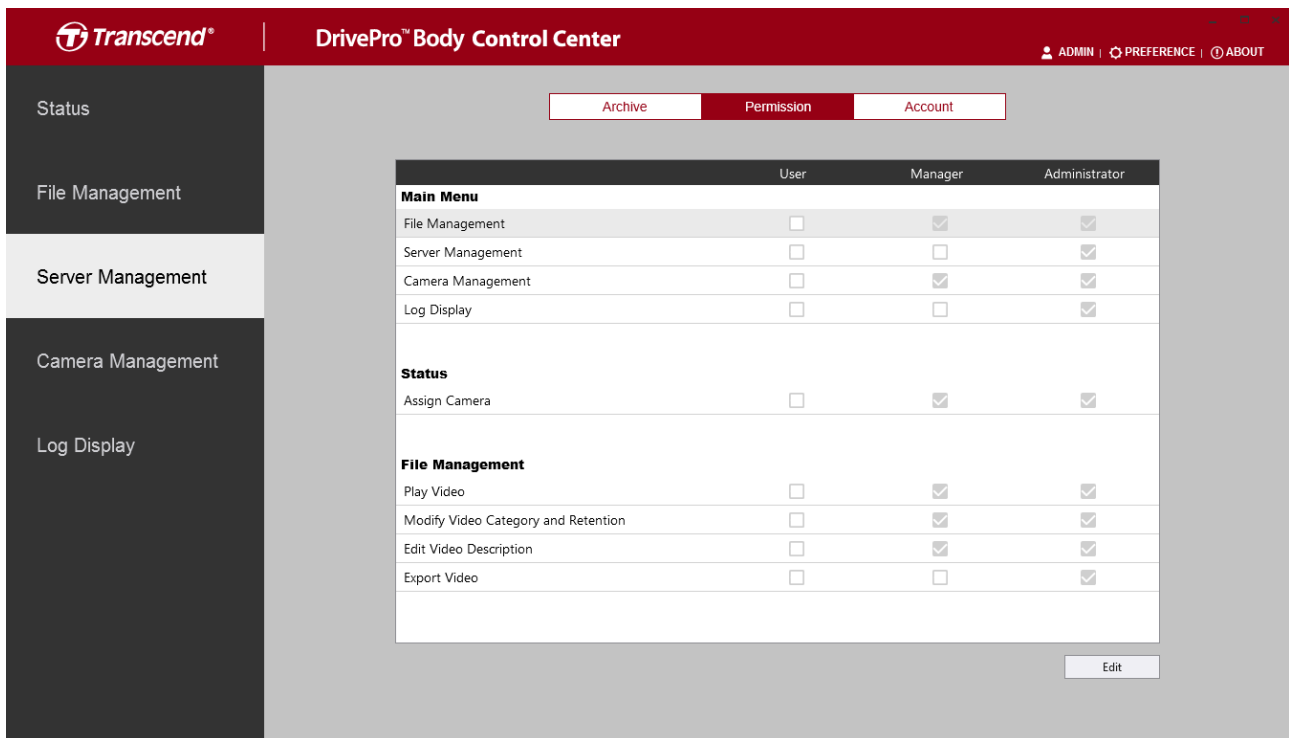 Transcend® DrivePro™ Body Control Center
ADMIN | PREFERENCE | ABOUT
Status
File Management
Server Management
Camera Management
Log Display
Archive Permission Account
User Manager Administrator
Main Menu
File Management
Server Management
Camera Management
Log Display
Status
Assign Camera
File Management
Play Video
Modify Video Category and Retention
Edit Video Description
Export Video
Edit